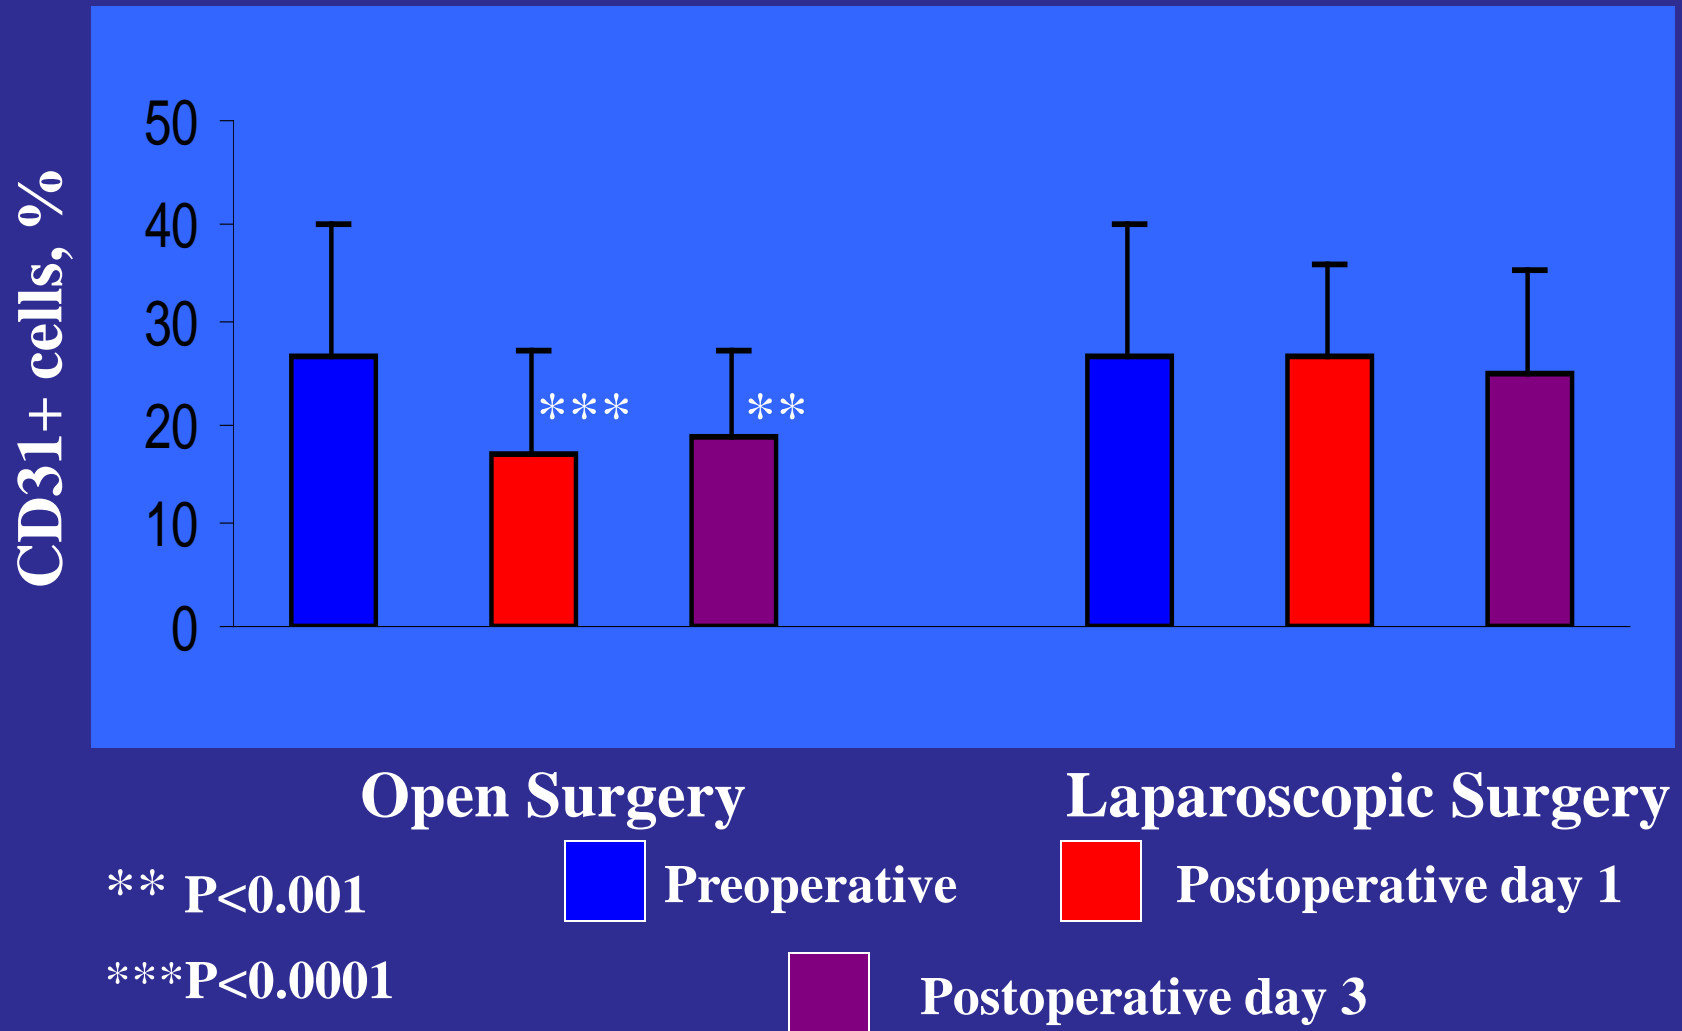 CD31+ cells, %
50
40
30
20
10
0
***
**
Open Surgery
Laparoscopic Surgery
** P<0.001
Preoperative
Postoperative day 1
***P<0.0001
Postoperative day 3